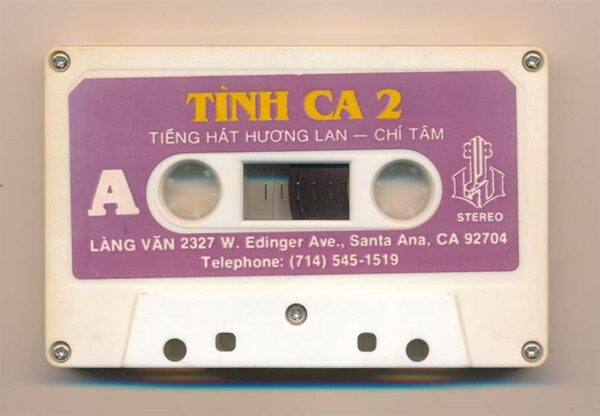 TÌNH CA 2
TIẾNG HÁT HƯƠNG LAN — CHÍ TÂM
A
STEREO
LÀNG VĂN 2327 W. Edinger Ave., Santa Ana, CA 92704
Telephone: (714) 545-1519